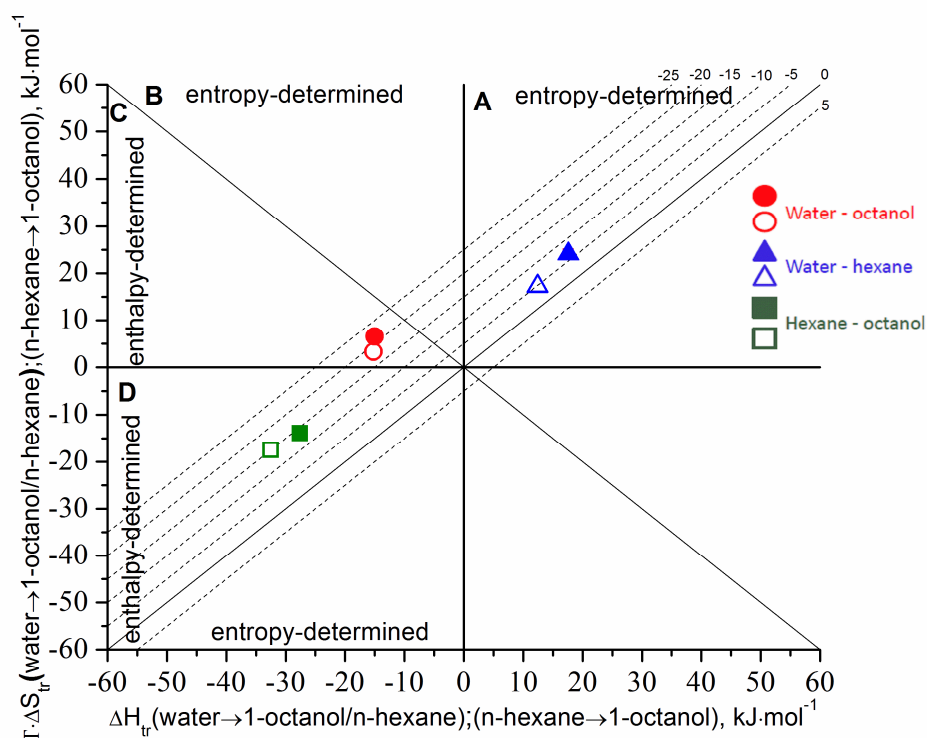 T·ΔS_tr(water→1-octanol/n-hexane);(n-hexane→1-octanol), kJ·mol⁻¹
60
50
40
30
20
10
0
-10
-20
-30
-40
-50
-60
B
entropy-determined
A
entropy-determined
-25 -20 -15 -10 -5 0
5
C
enthalpy-determined
D
enthalpy-determined
entropy-determined
Water - octanol
Water - hexane
Hexane - octanol
-60 -50 -40 -30 -20 -10 0 10 20 30 40 50 60
ΔH_tr(water→1-octanol/n-hexane);(n-hexane→1-octanol), kJ·mol⁻¹